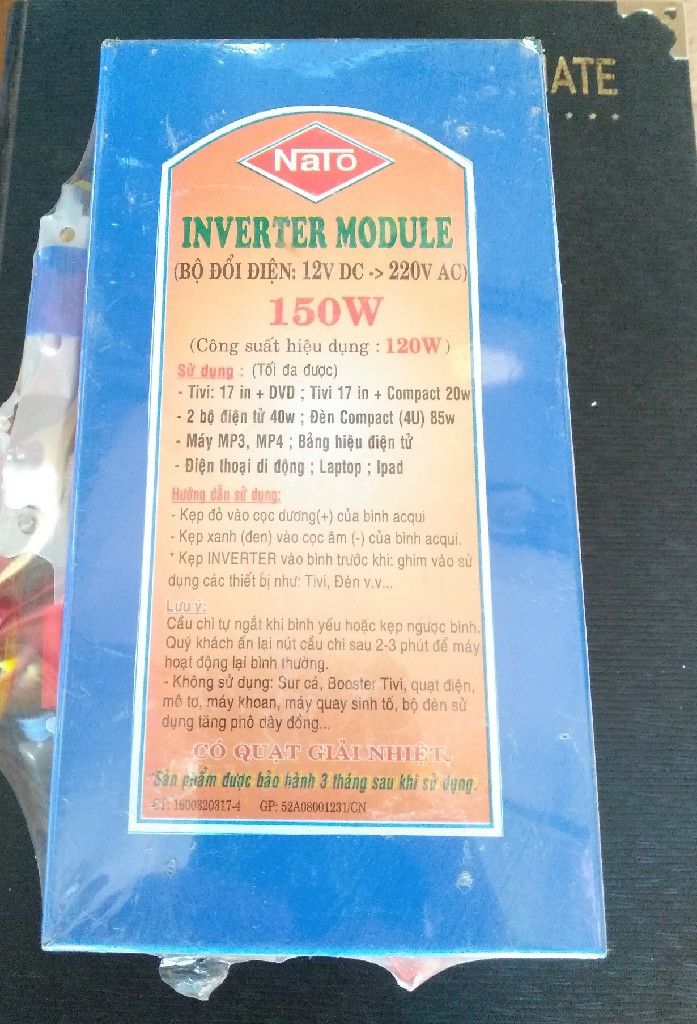 ATE
NaTo
INVERTER MODULE
(BỘ ĐỔI ĐIỆN: 12V DC -> 220V AC)
150W
(Công suất hiệu dụng : 120W)
Sử dụng : (Tối đa được)
- Tivi: 17 in + DVD ; Tivi 17 in + Compact 20w
- 2 bộ điện tử 40w ; Đèn Compact (4U) 85w
- Máy MP3, MP4 ; Bảng hiệu điện tử
- Điện thoại di động ; Laptop ; Ipad
Hướng dẫn sử dụng:
- Kẹp đỏ vào cọc dương(+) của bình acqui
- Kẹp xanh (đen) vào cọc âm (-) của bình acqui.
* Kẹp INVERTER vào bình trước khi: ghim vào sử
dụng các thiết bị như: Tivi, Đèn v.v...
Lưu ý:
Cầu chì tự ngắt khi bình yếu hoặc kẹp ngược bình.
Quý khách ấn lại nút cầu chì sau 2-3 phút để máy
hoạt động lại bình thường.
- Không sử dụng: Sur cá, Booster Tivi, quạt điện,
mô tơ, máy khoan, máy quay sinh tố, bộ đèn sử
dụng tăng phô dây đồng...
CÓ QUẠT GIẢI NHIỆT.
Sản phẩm được bảo hành 3 tháng sau khi sử dụng.
1600320317-4 GP: 52A08001231/CN